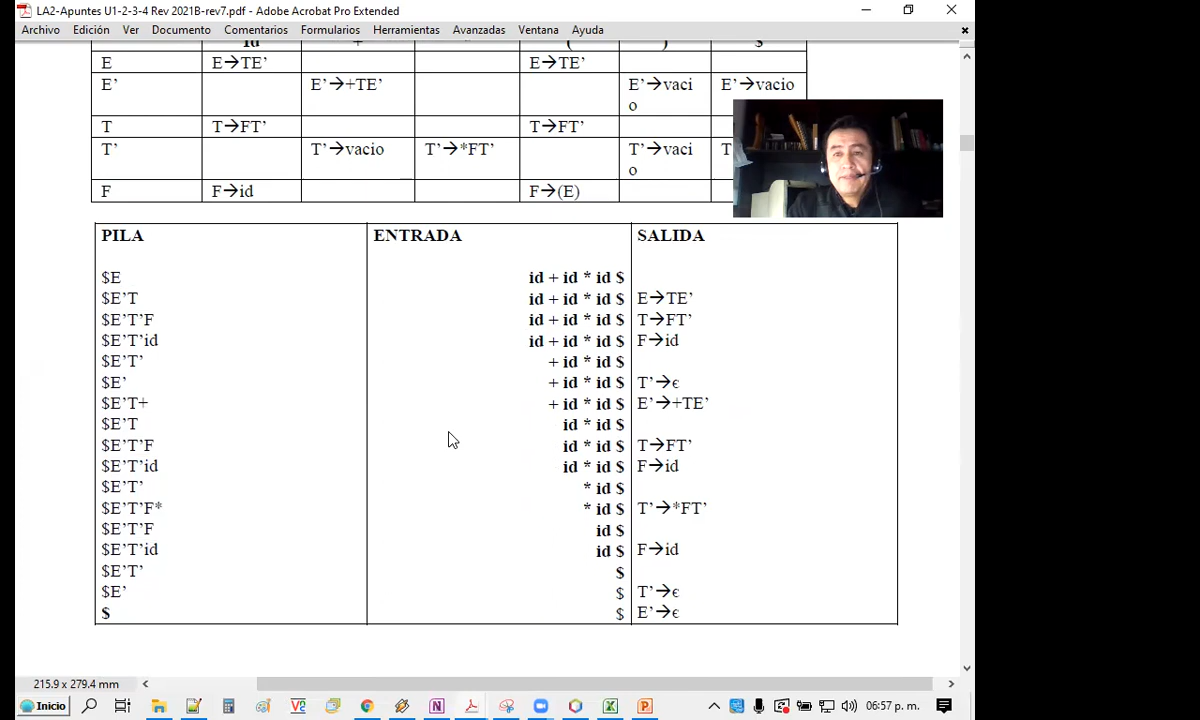 LA2-Apuntes U1-2-3-4 Rev 2021B-rev7.pdf - Adobe Acrobat Pro Extended
Archivo Edición Ver Documento Comentarios Formularios Herramientas Avanzadas Ventana Ayuda
Id + ( ) $
E E→TE’ E→TE’
E’ E’→+TE’ E’→vaci E’→vacio
o
T T→FT’ T→FT’
T’ T’→vacio T’→*FT’ T’→vaci T
o
F F→id F→(E)
PILA ENTRADA SALIDA
$E id + id * id $
$E’T id + id * id $ E→TE’
$E’T’F id + id * id $ T→FT’
$E’T’id id + id * id $ F→id
$E’T’ + id * id $
$E’ + id * id $ T’→ϵ
$E’T+ + id * id $ E’→+TE’
$E’T id * id $
$E’T’F id * id $ T→FT’
$E’T’id id * id $ F→id
$E’T’ * id $
$E’T’F* * id $ T’→*FT’
$E’T’F id $
$E’T’id id $ F→id
$E’T’ $
$E’ $ T’→ϵ
$ $ E’→ϵ
215.9 x 279.4 mm
Inicio 06:57 p. m.